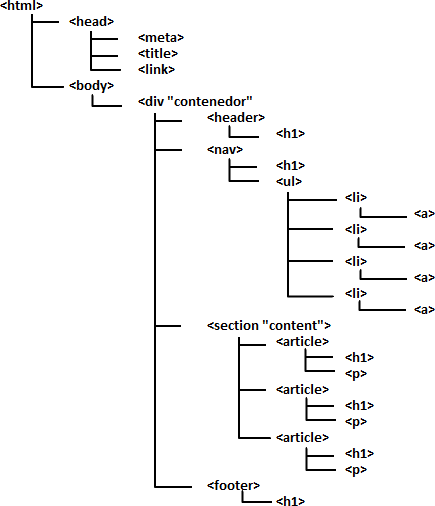 <html>
<head>
<meta>
<title>
<link>
<body>
<div "contenedor"
<header>
<h1>
<nav>
<h1>
<ul>
<li>
<a>
<li>
<a>
<li>
<a>
<li>
<a>
<section "content">
<article>
<h1>
<p>
<article>
<h1>
<p>
<article>
<h1>
<p>
<footer>
<h1>